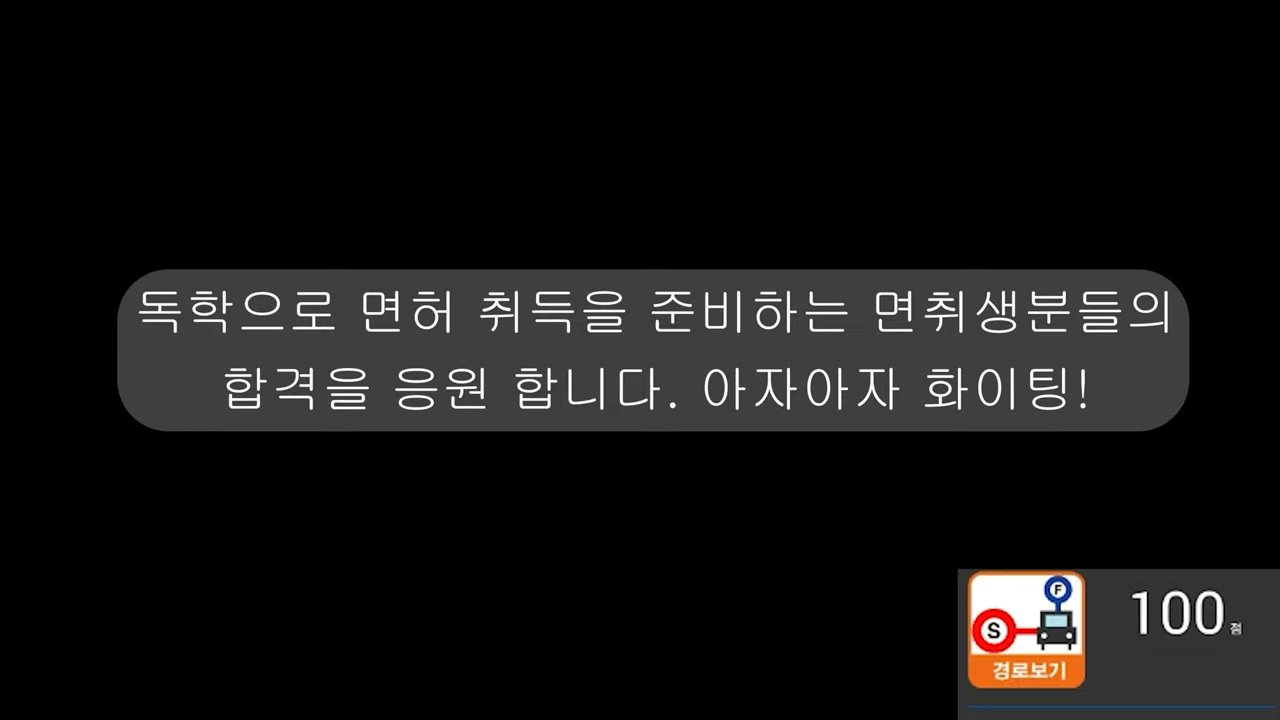 독학으로 면허 취득을 준비하는 면취생분들의
합격을 응원 합니다. 아자아자 화이팅!
F
S
경로보기
100점